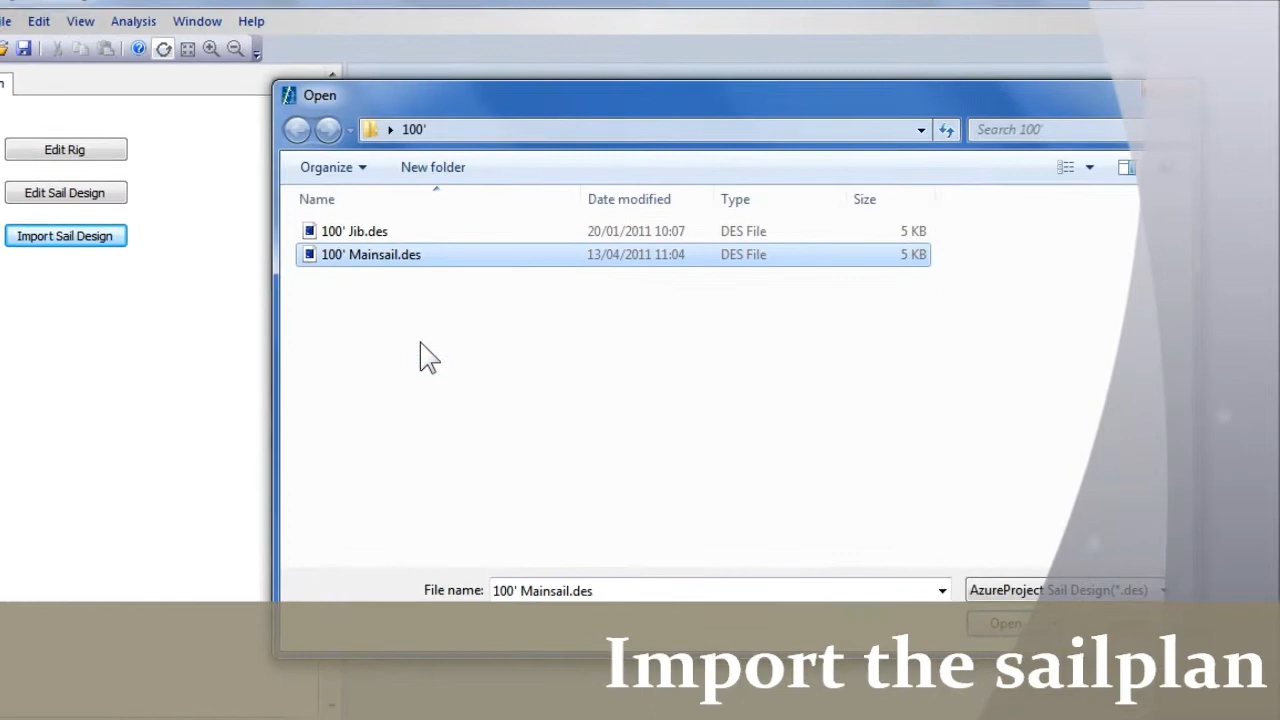 ile Edit View Analysis Window Help
n
Edit Rig
Edit Sail Design
Import Sail Design
Open
100'
Search 100'
Organize New folder
Name Date modified Type Size
100' Jib.des 20/01/2011 10:07 DES File 5 KB
100' Mainsail.des 13/04/2011 11:04 DES File 5 KB
File name: 100' Mainsail.des AzureProject Sail Design(*.des)
Open
Import the sailplan